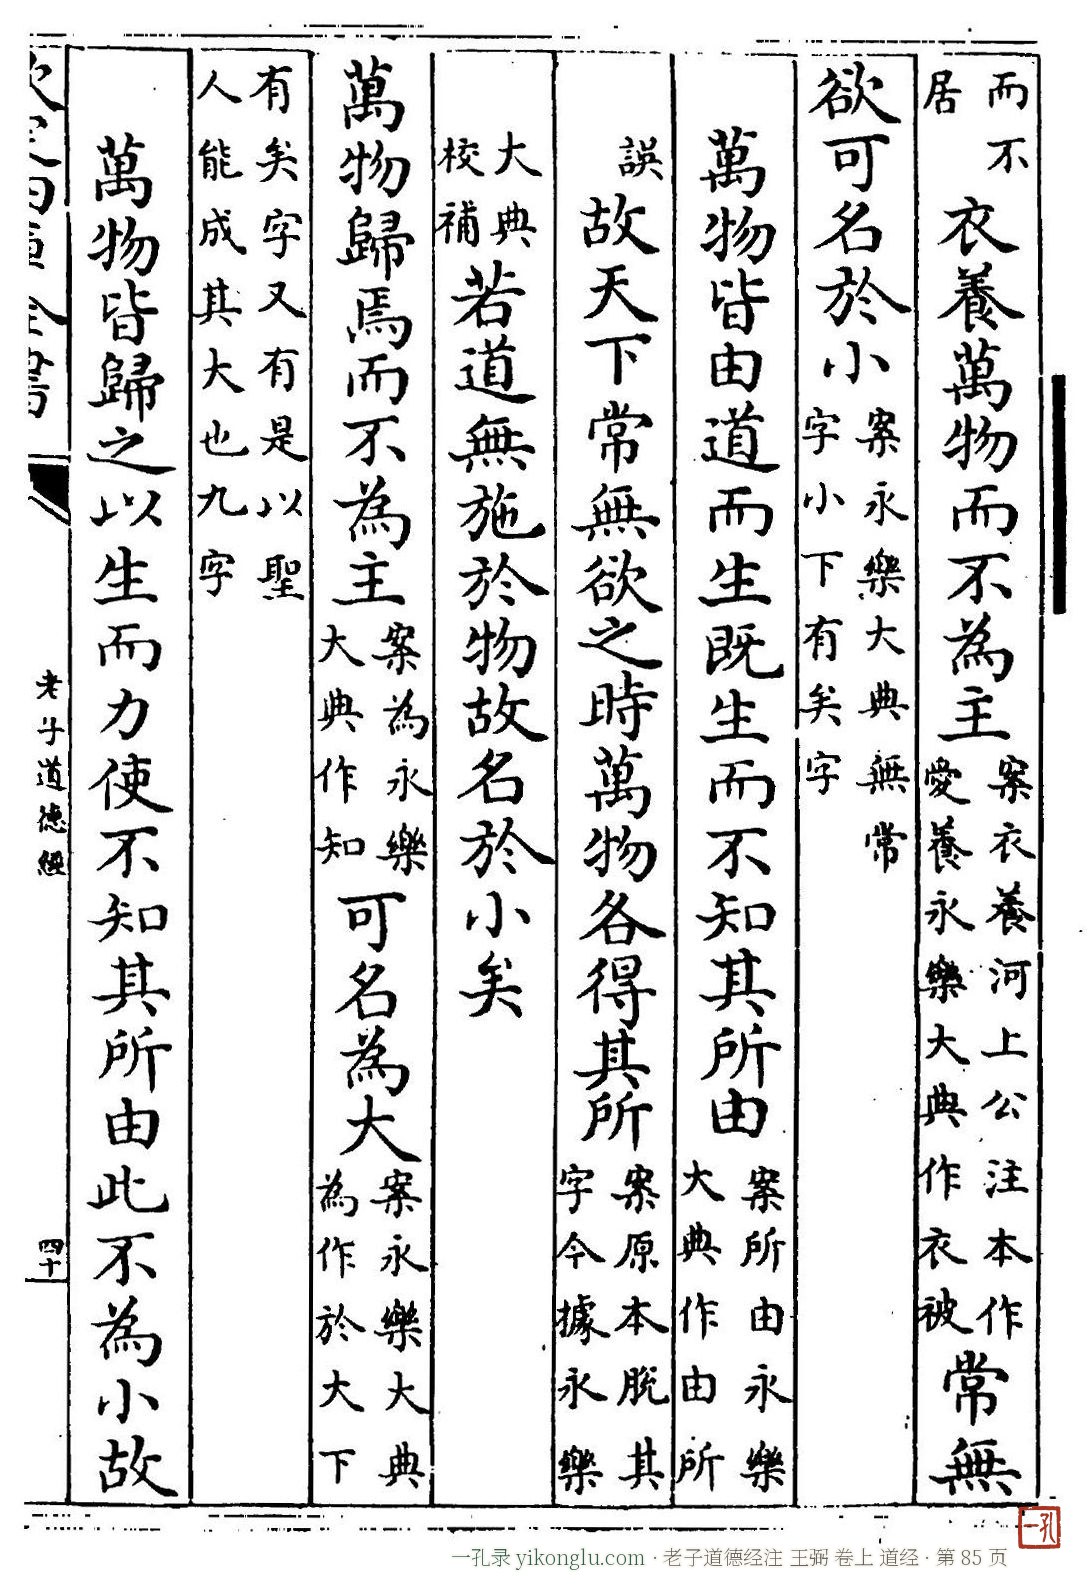 而不居衣養萬物而不為主案衣養河上公注本作愛養永樂大典作衣被常無
欲可名於小案永樂大典無常字小下有矣字
萬物皆由道而生既生而不知其所由案所由永樂大典作由所
誤故天下常無欲之時萬物各得其所案原本脫其字今據永樂
大典校補若道無施於物故名於小矣
萬物歸焉而不為主案為永樂大典作知可名為大案永樂大典為作於大下
有矣字又有是以聖人能成其大也九字
萬物皆歸之以生而力使不知其所由此不為小故
欽定四庫全書
老子道德經
四十
一孔
一孔录 yikonglu.com · 老子道德经注 王弼 卷上 道经 · 第 85 页